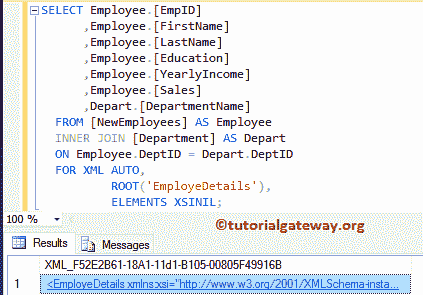 SELECT Employee.[EmpID]
,Employee.[FirstName]
,Employee.[LastName]
,Employee.[Education]
,Employee.[YearlyIncome]
,Employee.[Sales]
,Depart.[DepartmentName]
FROM [NewEmployees] AS Employee
INNER JOIN [Department] AS Depart
ON Employee.DeptID = Depart.DeptID
FOR XML AUTO,
ROOT('EmployeDetails'),
ELEMENTS XSINIL;
©tutorialgateway.org
100 %
Results Messages
XML_F52E2B61-18A1-11d1-B105-00805F49916B
1 <EmployeDetails xmlns:xsi="http://www.w3.org/2001/XMLSchema-insta...